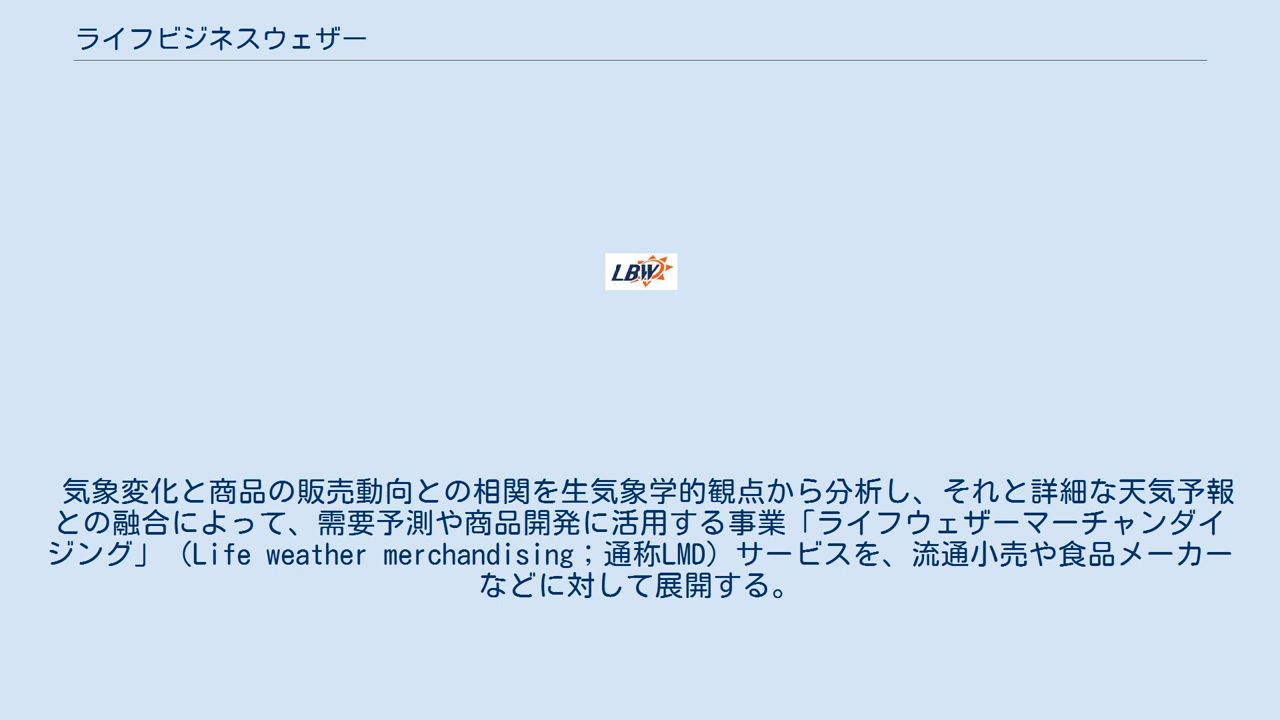 ライフビジネスウェザー
LBW
気象変化と商品の販売動向との相関を生気象学的観点から分析し、それと詳細な天気予報
との融合によって、需要予測や商品開発に活用する事業「ライフウェザーマーチャンダイ
ジング」（Life weather merchandising；通称LMD）サービスを、流通小売や食品メーカー
などに対して展開する。